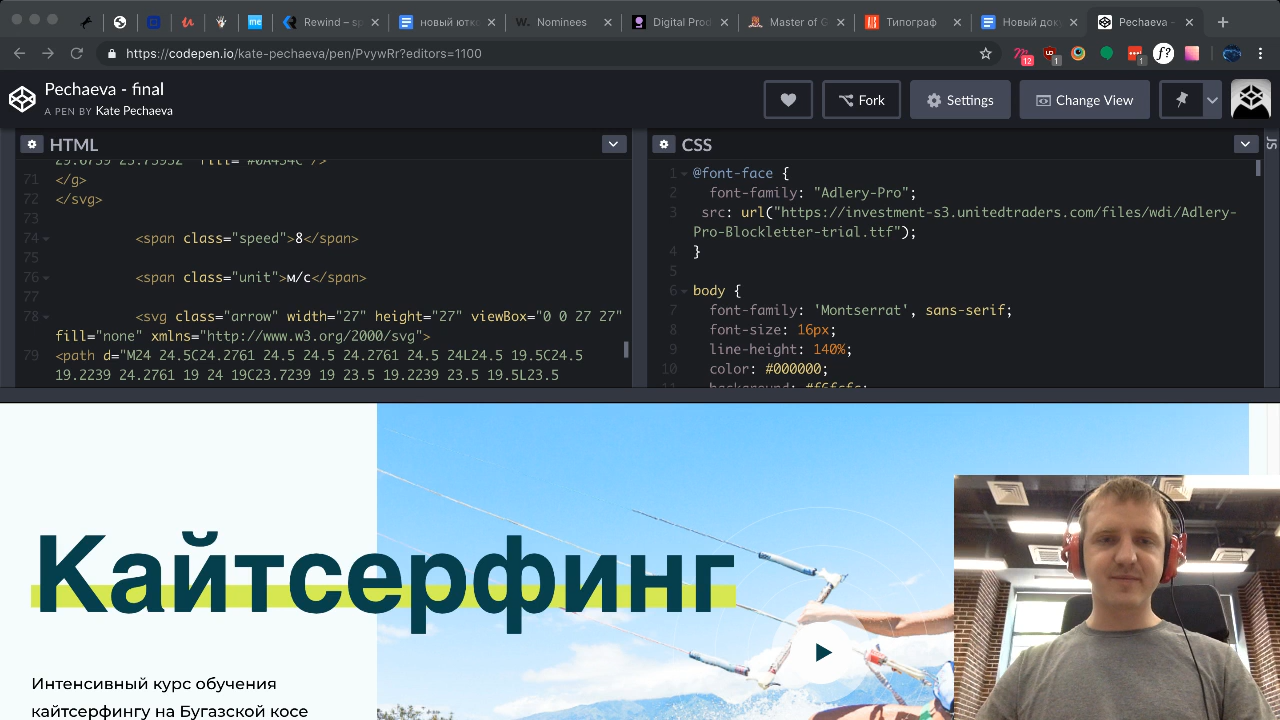 Rewind – sp
новый ютю
W. Nominees
Digital Prod
Master of G
Типограф
Новый док
Pechaeva -
https://codepen.io/kate-pechaeva/pen/PvywRr?editors=1100
12
1
f?
1
Pechaeva - final
A PEN BY Kate Pechaeva
Fork
Settings
Change View
HTML
71 </g>
72 </svg>
73
74 <span class="speed">8</span>
75
76 <span class="unit">м/с</span>
77
78 <svg class="arrow" width="27" height="27" viewBox="0 0 27 27"
fill="none" xmlns="http://www.w3.org/2000/svg">
79 <path d="M24 24.5C24.2761 24.5 24.5 24.2761 24.5 24L24.5 19.5C24.5
19.2239 24.2761 19 24 19C23.7239 19 23.5 19.2239 23.5 19.5L23.5
CSS
JS
1 @font-face {
2 font-family: "Adlery-Pro";
3 src: url("https://investment-s3.unitedtraders.com/files/wdi/Adlery-
Pro-Blockletter-trial.ttf");
4 }
5
6 body {
7 font-family: 'Montserrat', sans-serif;
8 font-size: 16px;
9 line-height: 140%;
10 color: #000000;
Кайтсерфинг
Интенсивный курс обучения
кайтсерфингу на Бугазской косе